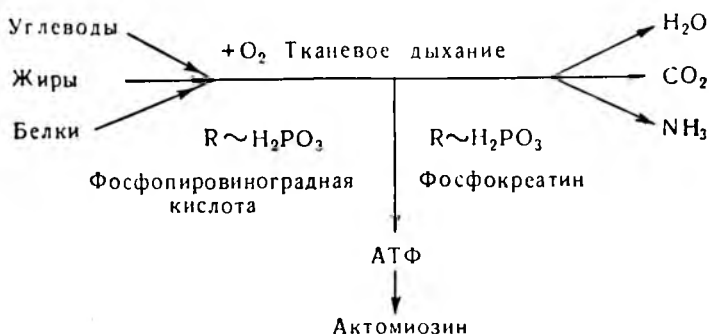 Углеводы
Жиры
Белки
+O₂ Тканевое дыхание
H₂O
CO₂
NH₃
R~H₂PO₃
Фосфопировиноградная
кислота
R~H₂PO₃
Фосфокреатин
АТФ
Актомиозин